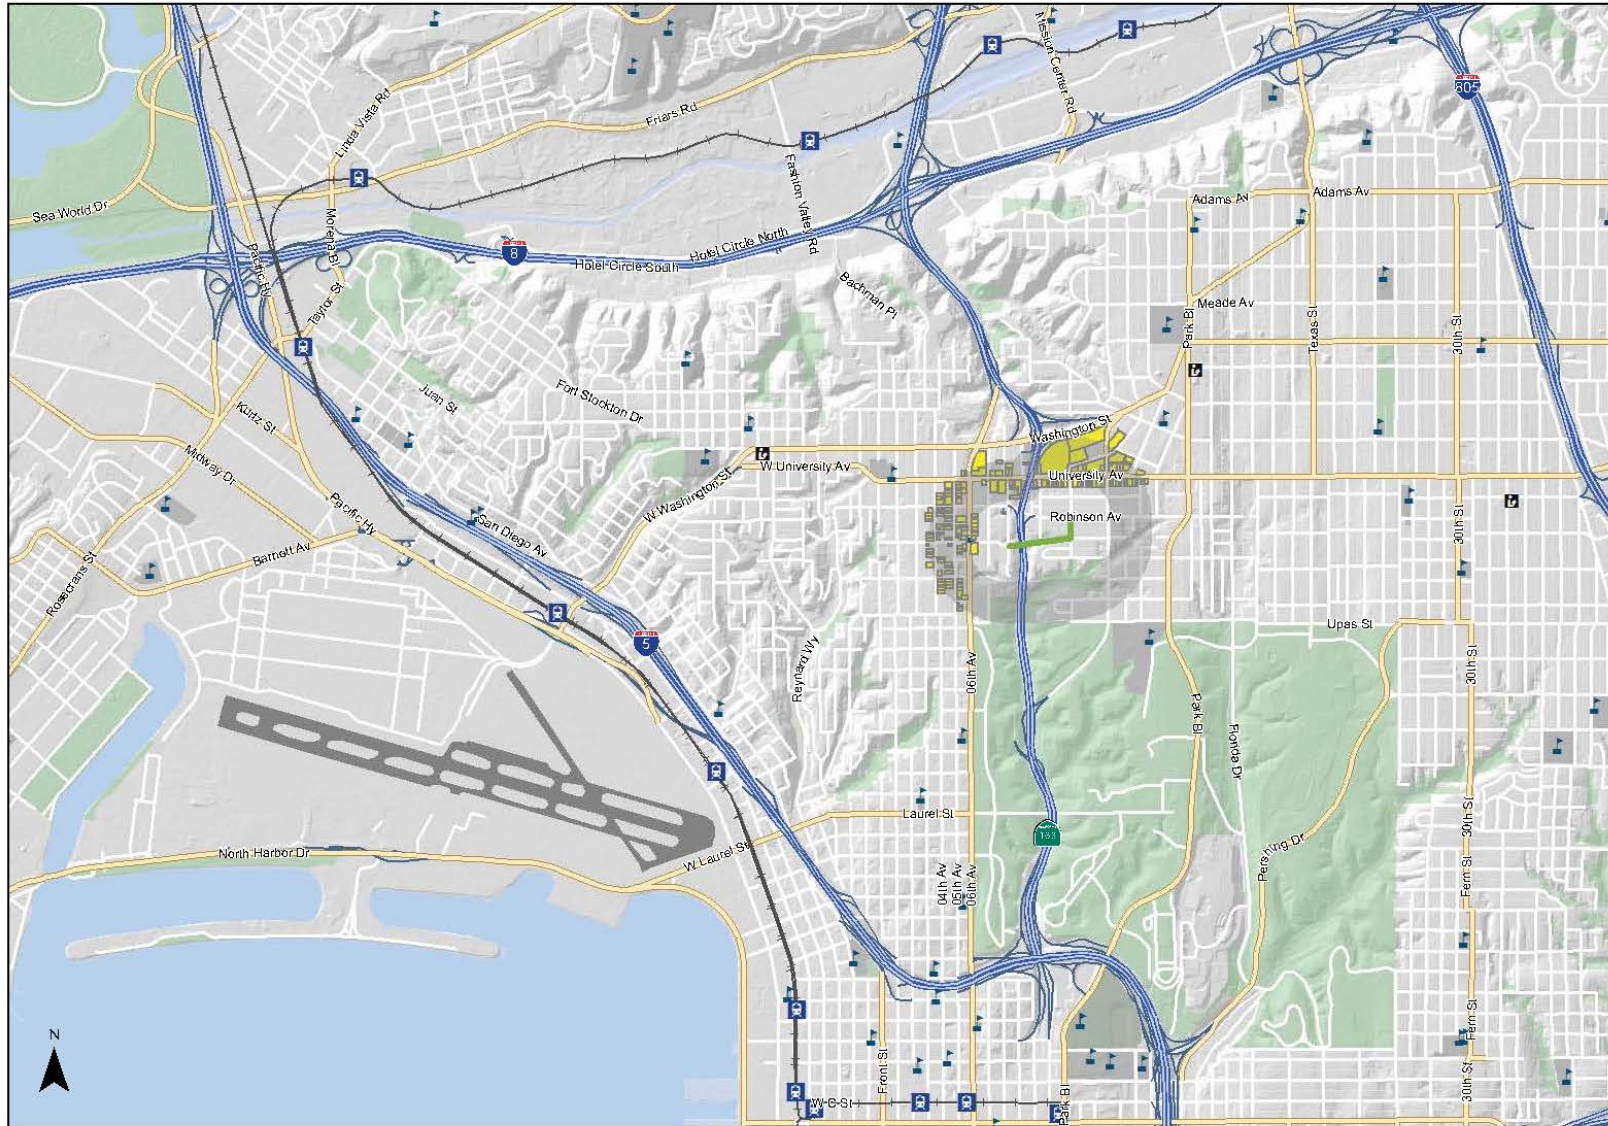 Mission Center Rd
805
Linda Vista Rd
Friars Rd
Fashion Valley Rd
Sea World Dr
Morena Bl
Adams Av
Adams Av
Pacific Hy
8
Hotel Circle South
Hotel Circle North
Taylor St
Bachman Pl
Meade Av
Park Bl
Texas St
30th St
Juan St
Fort Stockton Dr
Kurtz St
Midway Dr
Washington St
W University Av
University Av
W Washington St
Pacific Hy
San Diego Av
Robinson Av
30th St
Barnett Av
Rosecrans St
5
Upas St
Reynard Wy
06th Av
30th St
Park Bl
Florida Dr
Laurel St
163
30th St
North Harbor Dr
W Laurel St
Pershing Dr
04th Av
05th Av
06th Av
Fern St
N
Fern St
Front St
30th St
W C St
Park Bl